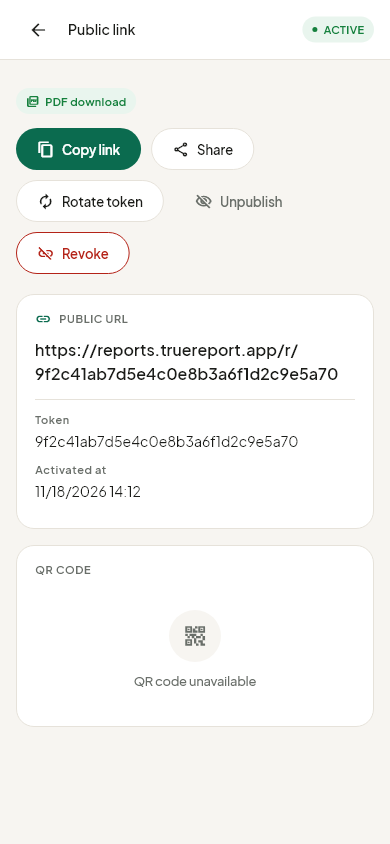 Public link
ACTIVE
PDF download
Copy link
Share
Rotate token
Unpublish
Revoke
PUBLIC URL
https://reports.truereport.app/r/
9f2c41ab7d5e4c0e8b3a6f1d2c9e5a70
Token
9f2c41ab7d5e4c0e8b3a6f1d2c9e5a70
Activated at
11/18/2026 14:12
QR CODE
QR code unavailable